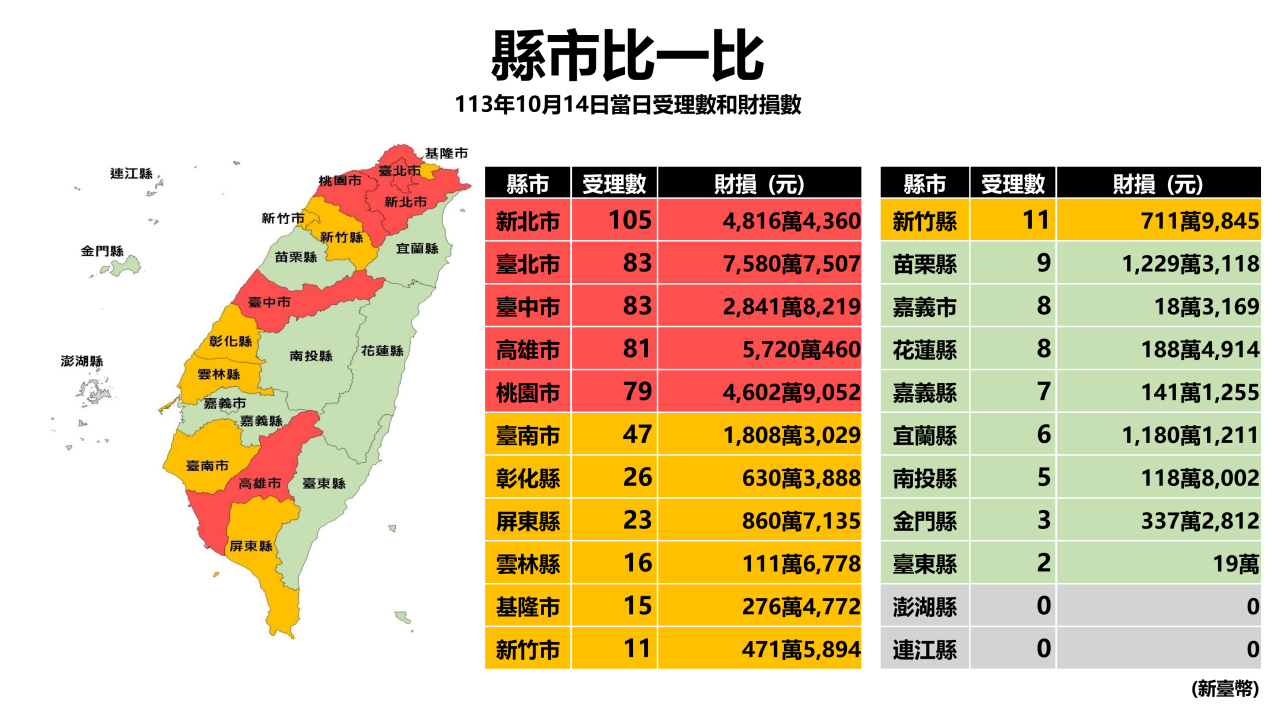 縣市比一比
113年10月14日當日受理數和財損數
基隆市
連江縣
臺北市
桃園市
新北市
新竹市
新竹縣
宜蘭縣
金門縣
苗栗縣
臺中市
彰化縣
花蓮縣
南投縣
澎湖縣
雲林縣
嘉義市
嘉義縣
臺南市
高雄市
臺東縣
屏東縣
縣市 受理數 財損 (元)
新北市 105 4,816萬4,360
臺北市 83 7,580萬7,507
臺中市 83 2,841萬8,219
高雄市 81 5,720萬460
桃園市 79 4,602萬9,052
臺南市 47 1,808萬3,029
彰化縣 26 630萬3,888
屏東縣 23 860萬7,135
雲林縣 16 111萬6,778
基隆市 15 276萬4,772
新竹市 11 471萬5,894
縣市 受理數 財損 (元)
新竹縣 11 711萬9,845
苗栗縣 9 1,229萬3,118
嘉義市 8 18萬3,169
花蓮縣 8 188萬4,914
嘉義縣 7 141萬1,255
宜蘭縣 6 1,180萬1,211
南投縣 5 118萬8,002
金門縣 3 337萬2,812
臺東縣 2 19萬
澎湖縣 0 0
連江縣 0 0
(新臺幣)